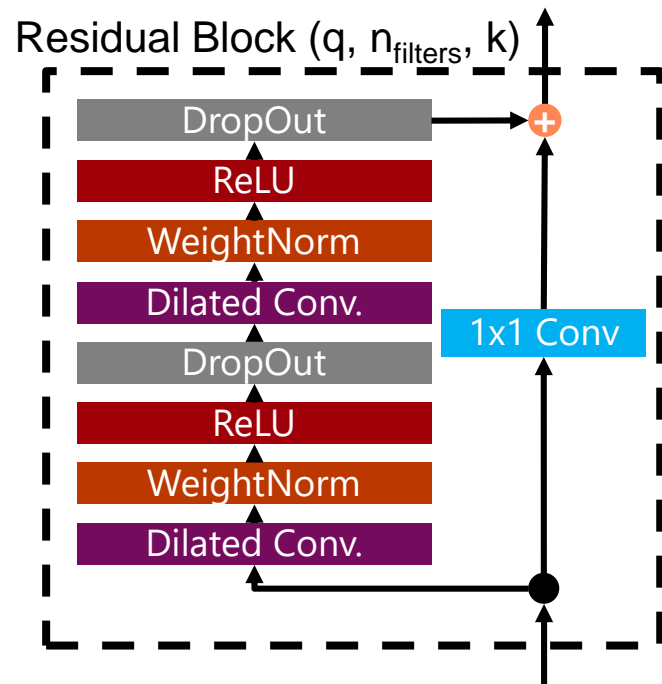 Residual Block (q, nfilters, k)
DropOut
+
ReLU
WeightNorm
Dilated Conv.
1x1 Conv
DropOut
ReLU
WeightNorm
Dilated Conv.